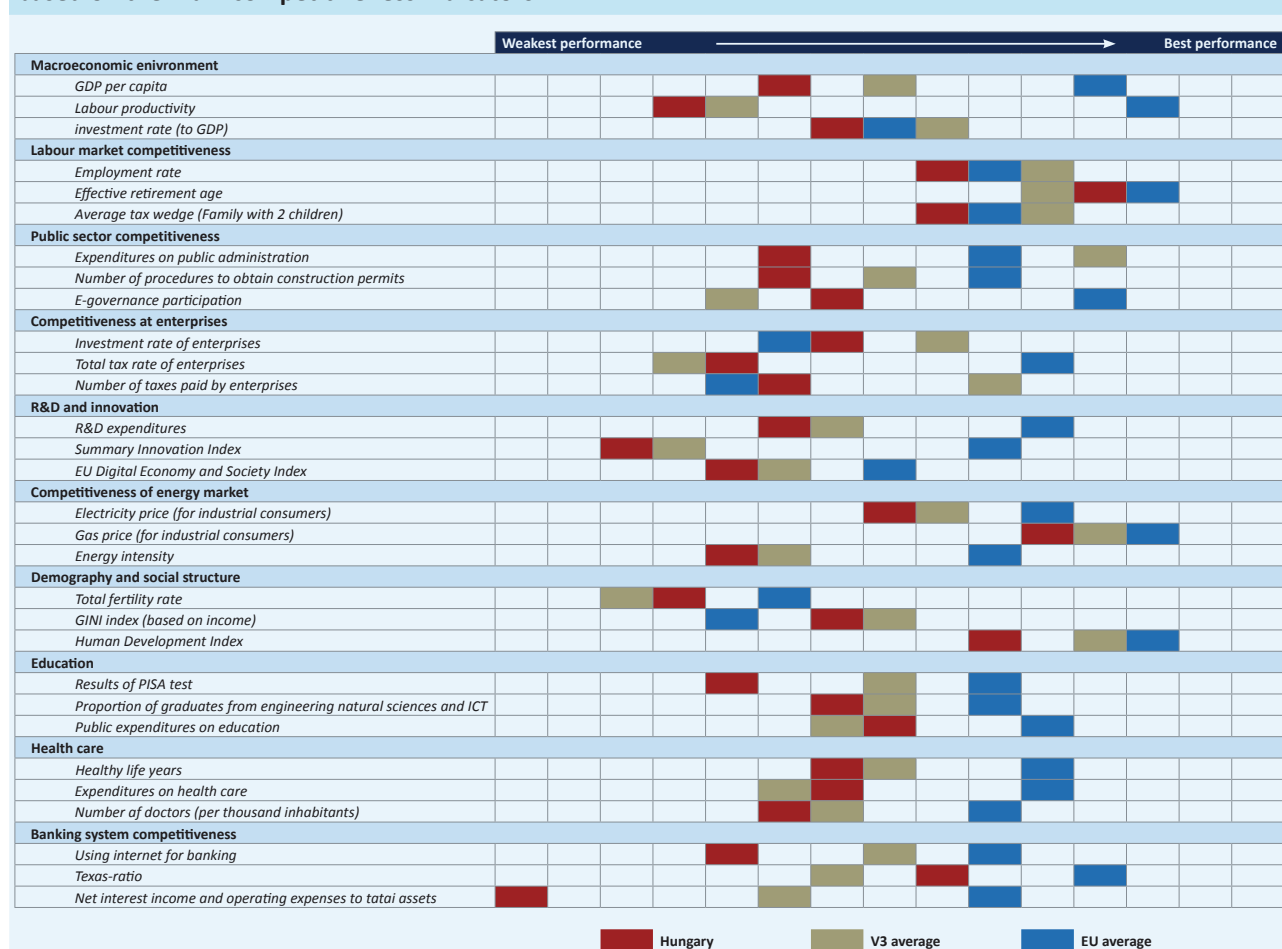 Weakest performance Best performance
Macroeconomic enivronment
GDP per capita
Labour productivity
investment rate (to GDP)
Labour market competitiveness
Employment rate
Effective retirement age
Average tax wedge (Family with 2 children)
Public sector competitiveness
Expenditures on public administration
Number of procedures to obtain construction permits
E-governance participation
Competitiveness at enterprises
Investment rate of enterprises
Total tax rate of enterprises
Number of taxes paid by enterprises
R&D and innovation
R&D expenditures
Summary Innovation Index
EU Digital Economy and Society Index
Competitiveness of energy market
Electricity price (for industrial consumers)
Gas price (for industrial consumers)
Energy intensity
Demography and social structure
Total fertility rate
GINI index (based on income)
Human Development Index
Education
Results of PISA test
Proportion of graduates from engineering natural sciences and ICT
Public expenditures on education
Health care
Healthy life years
Expenditures on health care
Number af doctors (per thousand inhabitants)
Banking system competitiveness
Using internet for banking
Texas-ratio
Net interest income and operating expenses to tatai assets
Hungary V3 average EU average